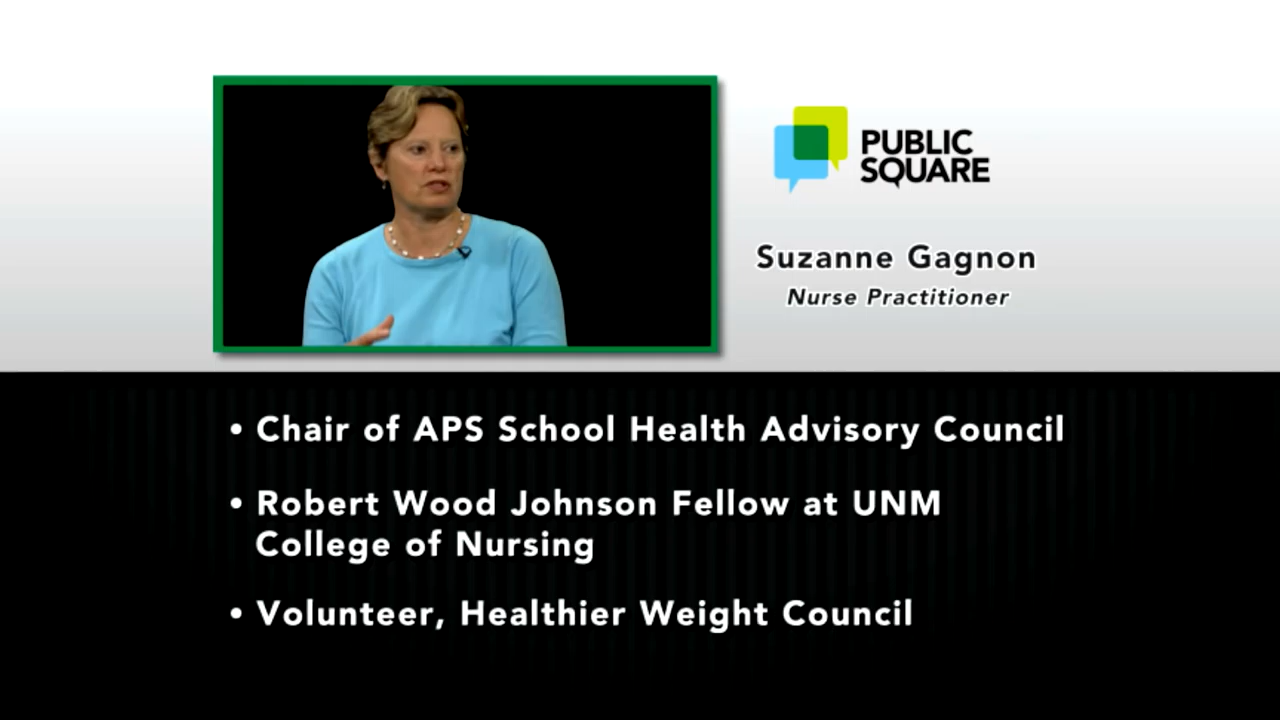 PUBLIC
SQUARE
Suzanne Gagnon
Nurse Practitioner
• Chair of APS School Health Advisory Council
• Robert Wood Johnson Fellow at UNM
College of Nursing
• Volunteer, Healthier Weight Council